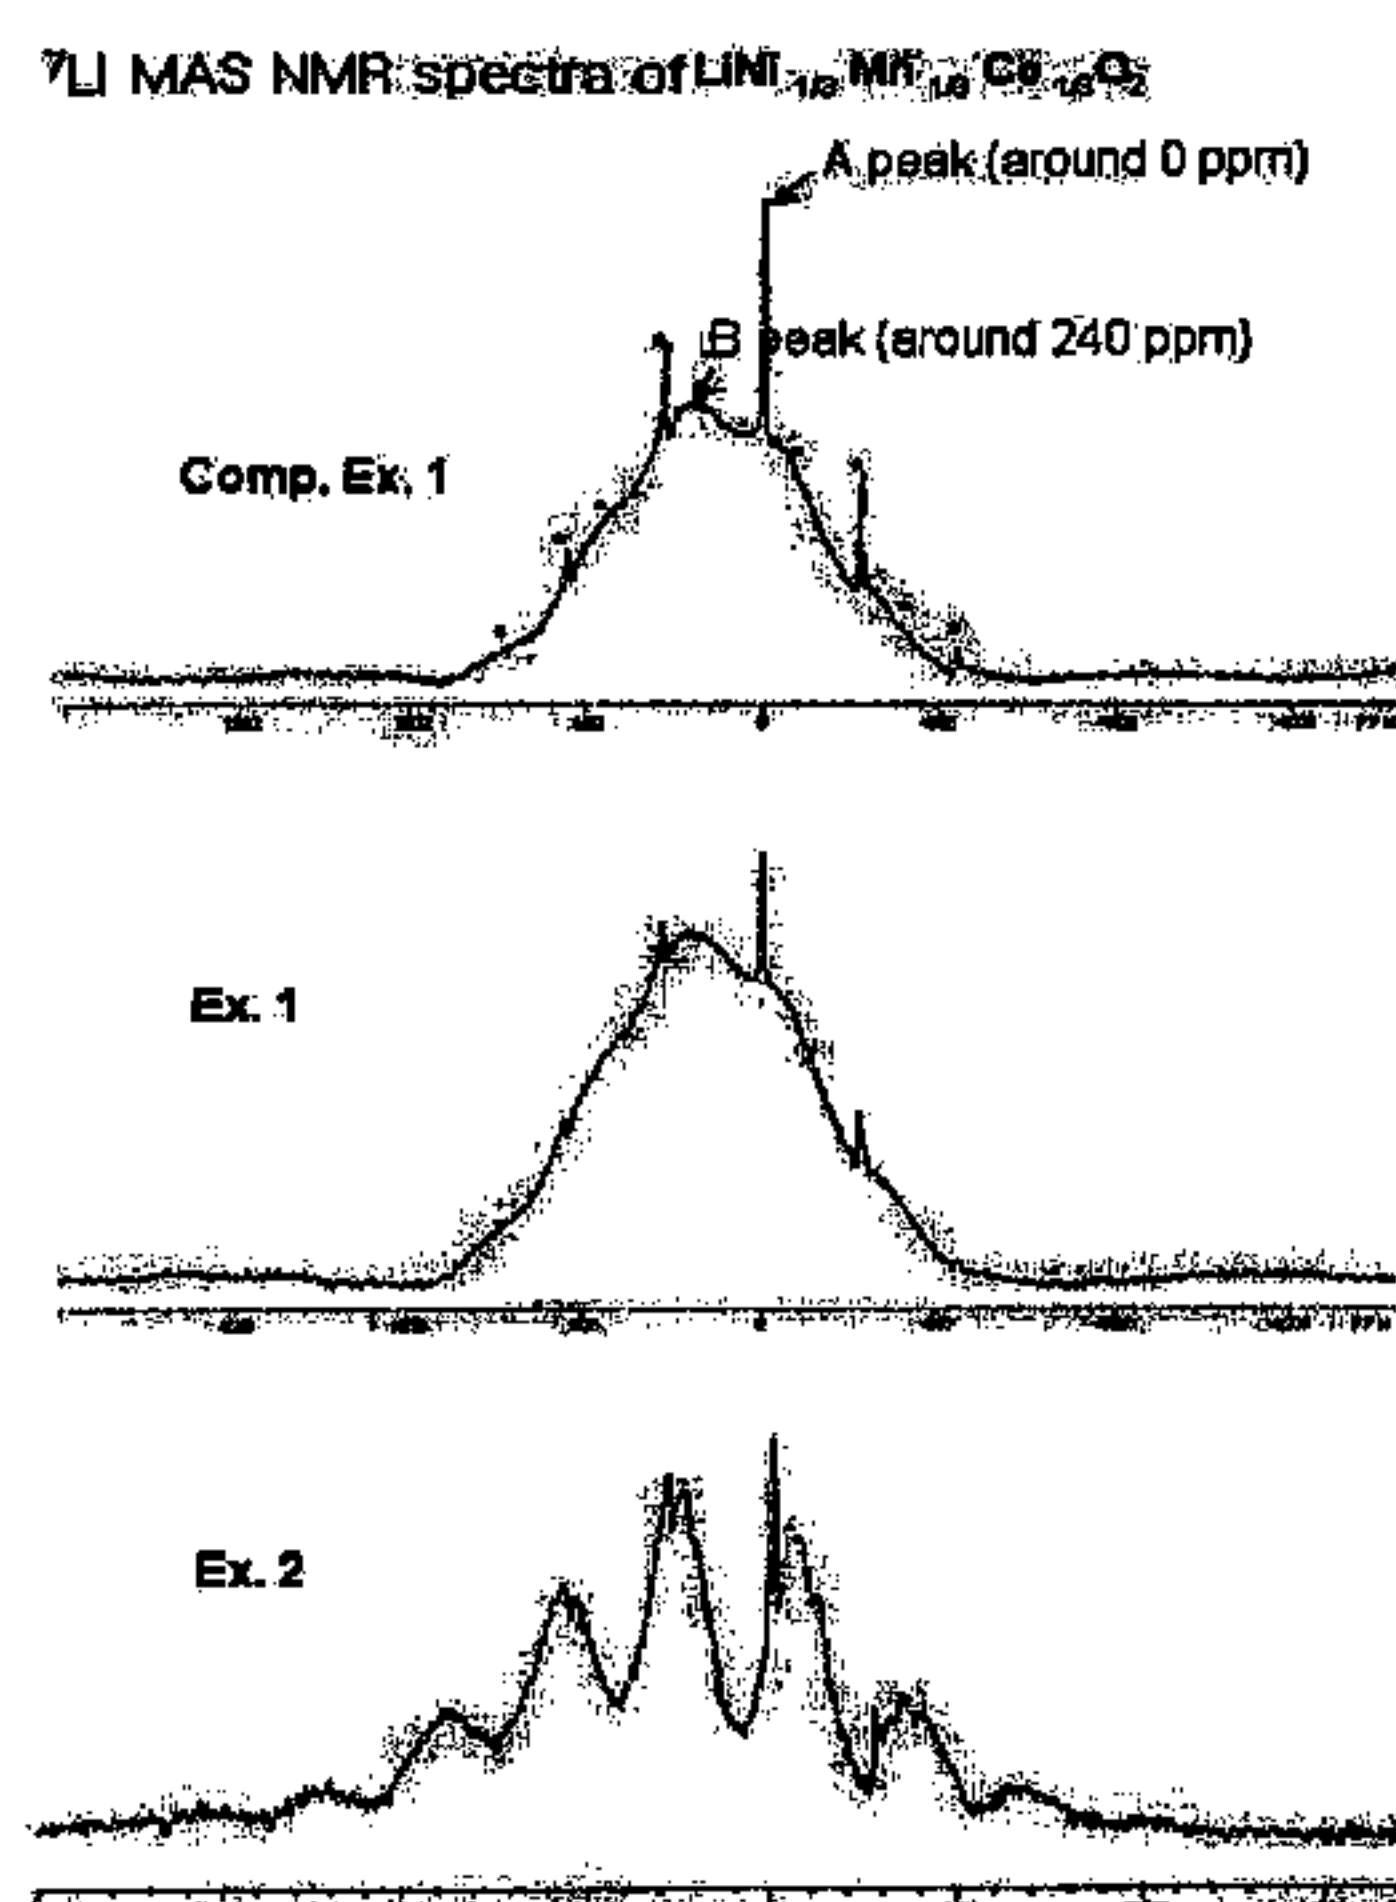 ⁷Li MAS NMR spectra of LiNi1/3Mn1/3Co1/3O2
A peak (around 0 ppm)
B peak (around 240 ppm)
Comp. Ex. 1
0
Ex. 1
Ex. 2